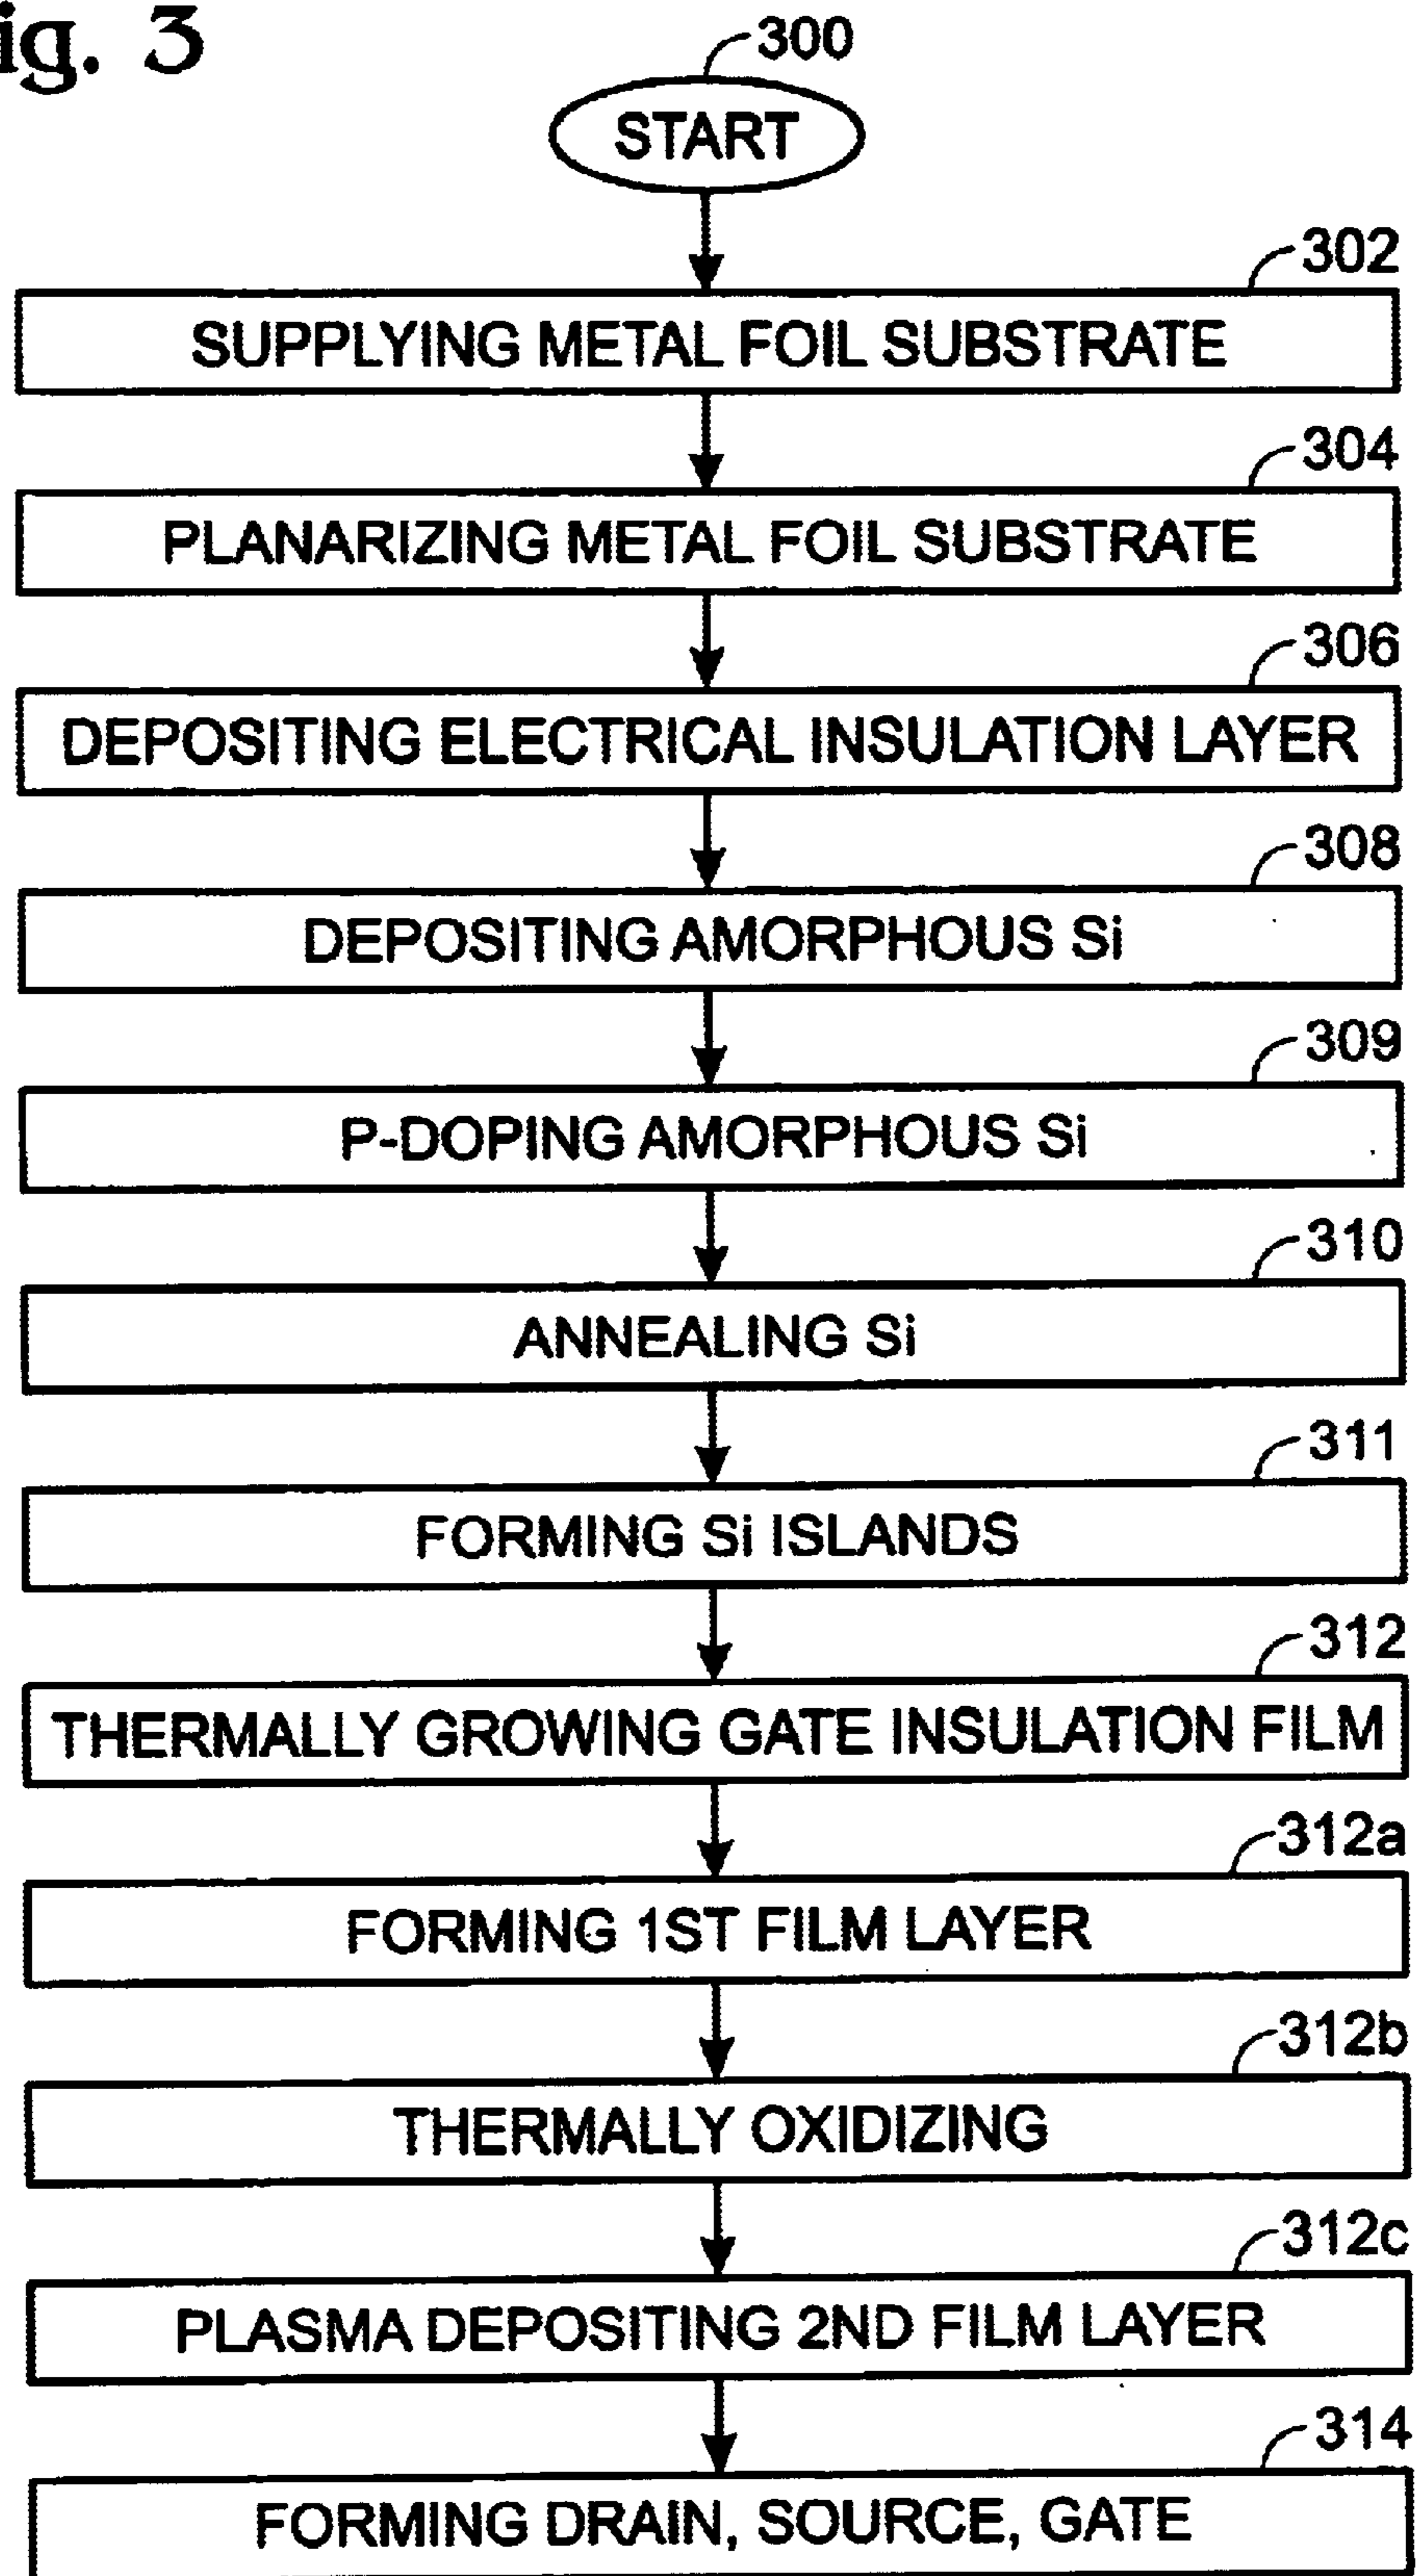 ig. 3
300
START
302
SUPPLYING METAL FOIL SUBSTRATE
304
PLANARIZING METAL FOIL SUBSTRATE
306
DEPOSITING ELECTRICAL INSULATION LAYER
308
DEPOSITING AMORPHOUS Si
309
P-DOPING AMORPHOUS Si
310
ANNEALING Si
311
FORMING Si ISLANDS
312
THERMALLY GROWING GATE INSULATION FILM
312a
FORMING 1ST FILM LAYER
312b
THERMALLY OXIDIZING
312c
PLASMA DEPOSITING 2ND FILM LAYER
314
FORMING DRAIN, SOURCE, GATE